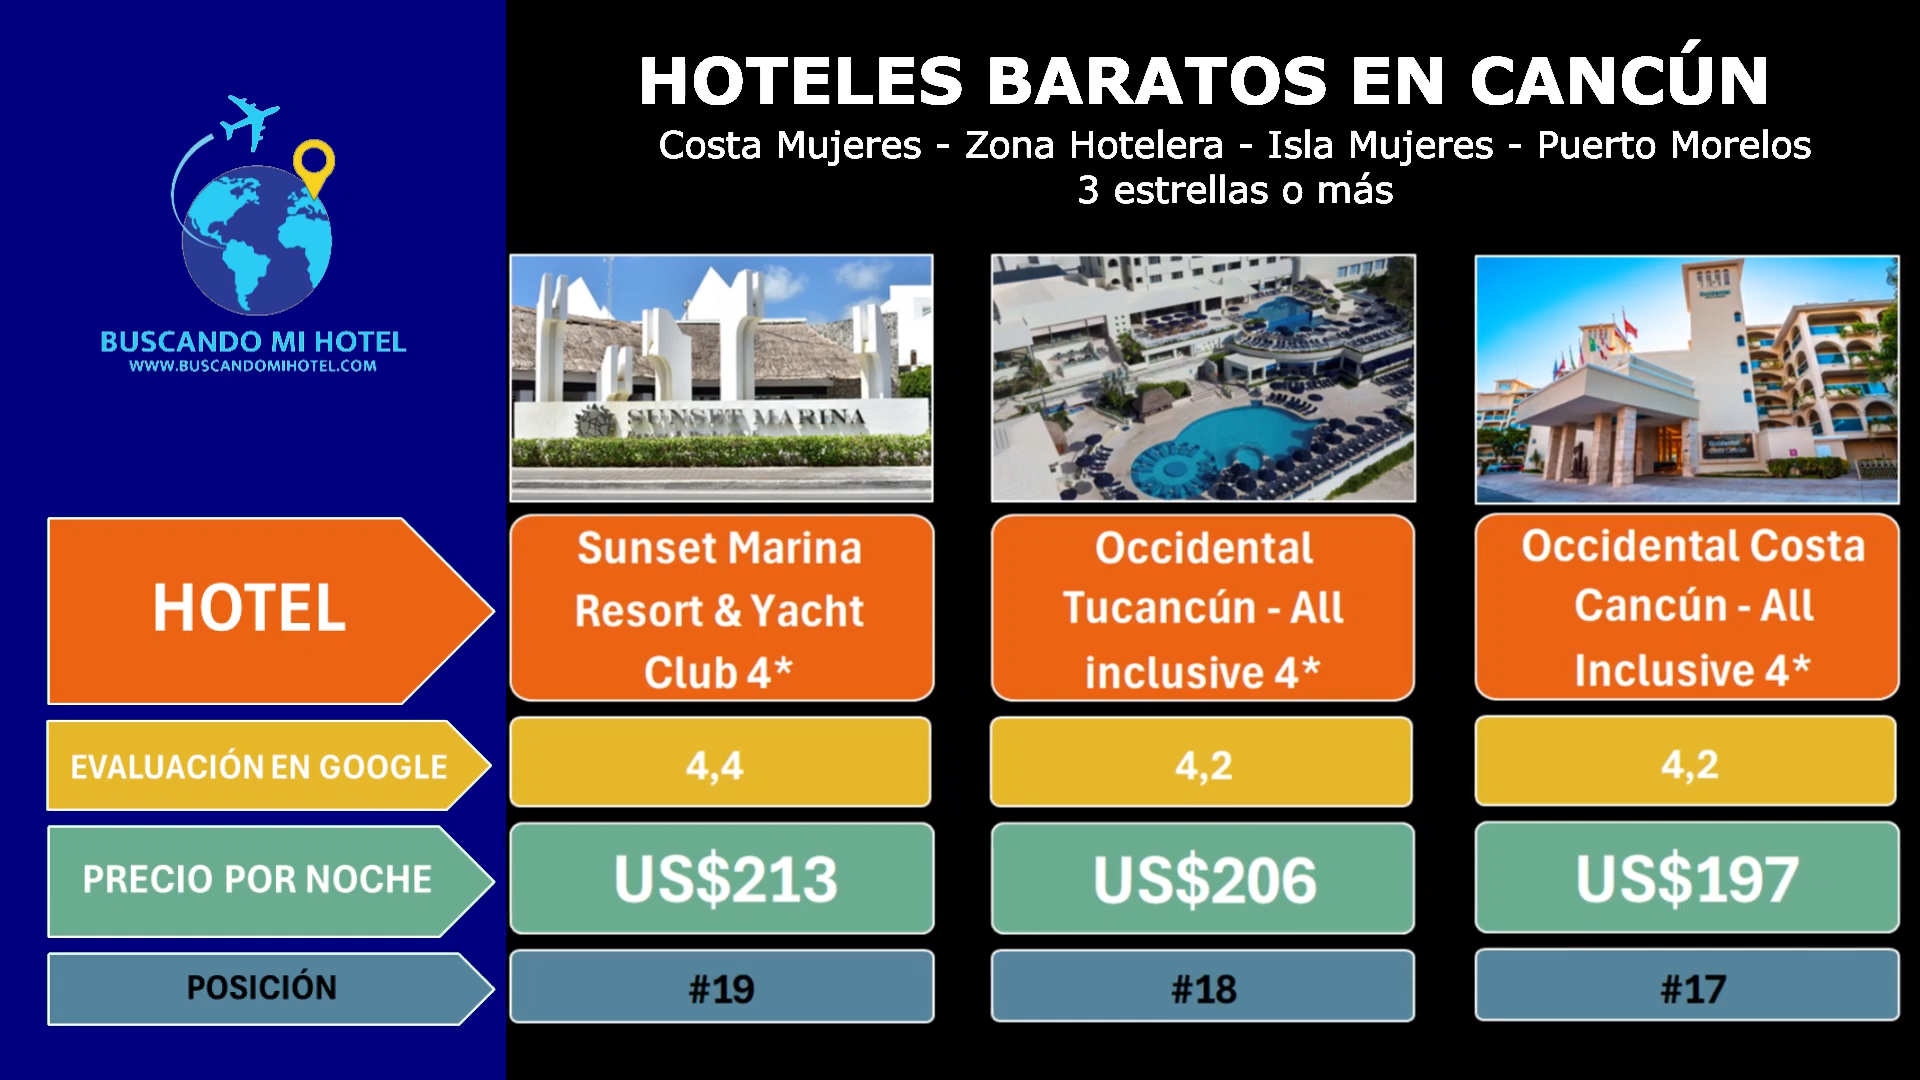 HOTELES BARATOS EN CANCÚN
Costa Mujeres - Zona Hotelera - Isla Mujeres - Puerto Morelos
3 estrellas o más
BUSCANDO MI HOTEL
WWW.BUSCANDOMIHOTEL.COM
SUNSET MARINA
HOTEL
Sunset Marina
Resort & Yacht
Club 4*
Occidental
Tucancún - All
inclusive 4*
Occidental Costa
Cancún - All
Inclusive 4*
EVALUACIÓN EN GOOGLE
4,4
4,2
4,2
PRECIO POR NOCHE
US$213
US$206
US$197
POSICIÓN
#19
#18
#17